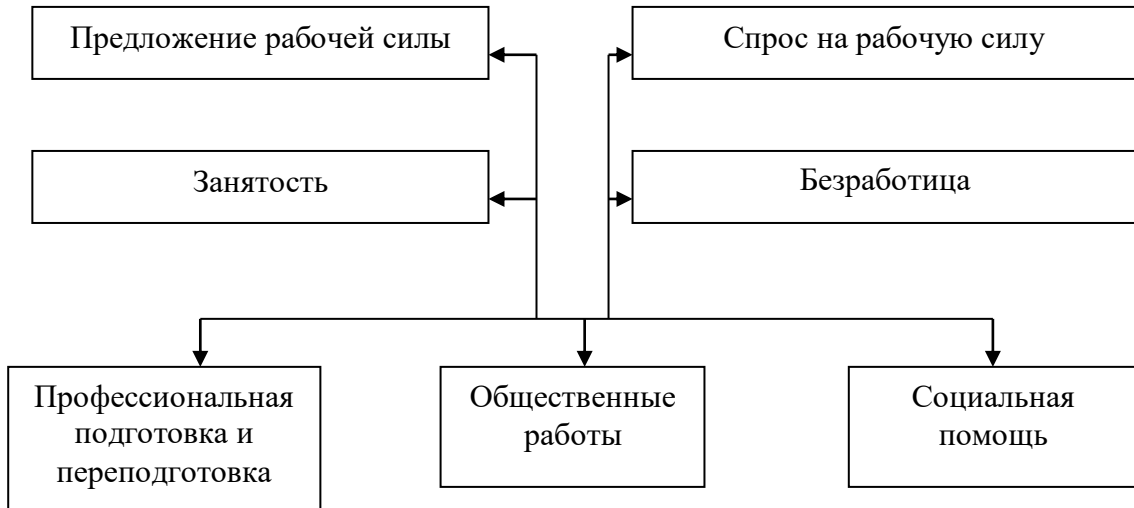 Предложение рабочей силы
Спрос на рабочую силу
Занятость
Безработица
Профессиональная
подготовка и
переподготовка
Общественные
работы
Социальная
помощь